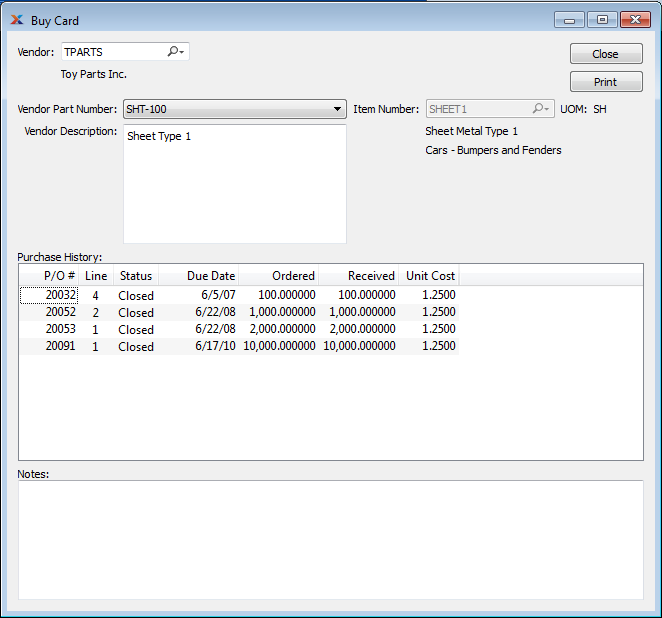 Buy Card
Vendor: TPARTS
Close
Toy Parts Inc.
Print
Vendor Part Number: SHT-100 Item Number: SHEET1 UOM: SH
Vendor Description: Sheet Type 1
Sheet Metal Type 1
Cars - Bumpers and Fenders
Purchase History:
P/O # Line Status Due Date Ordered Received Unit Cost
20032 4 Closed 6/5/07 100.000000 100.000000 1.2500
20052 2 Closed 6/22/08 1,000.000000 1,000.000000 1.2500
20053 1 Closed 6/22/08 2,000.000000 2,000.000000 1.2500
20091 1 Closed 6/17/10 10,000.000000 10,000.000000 1.2500
Notes: